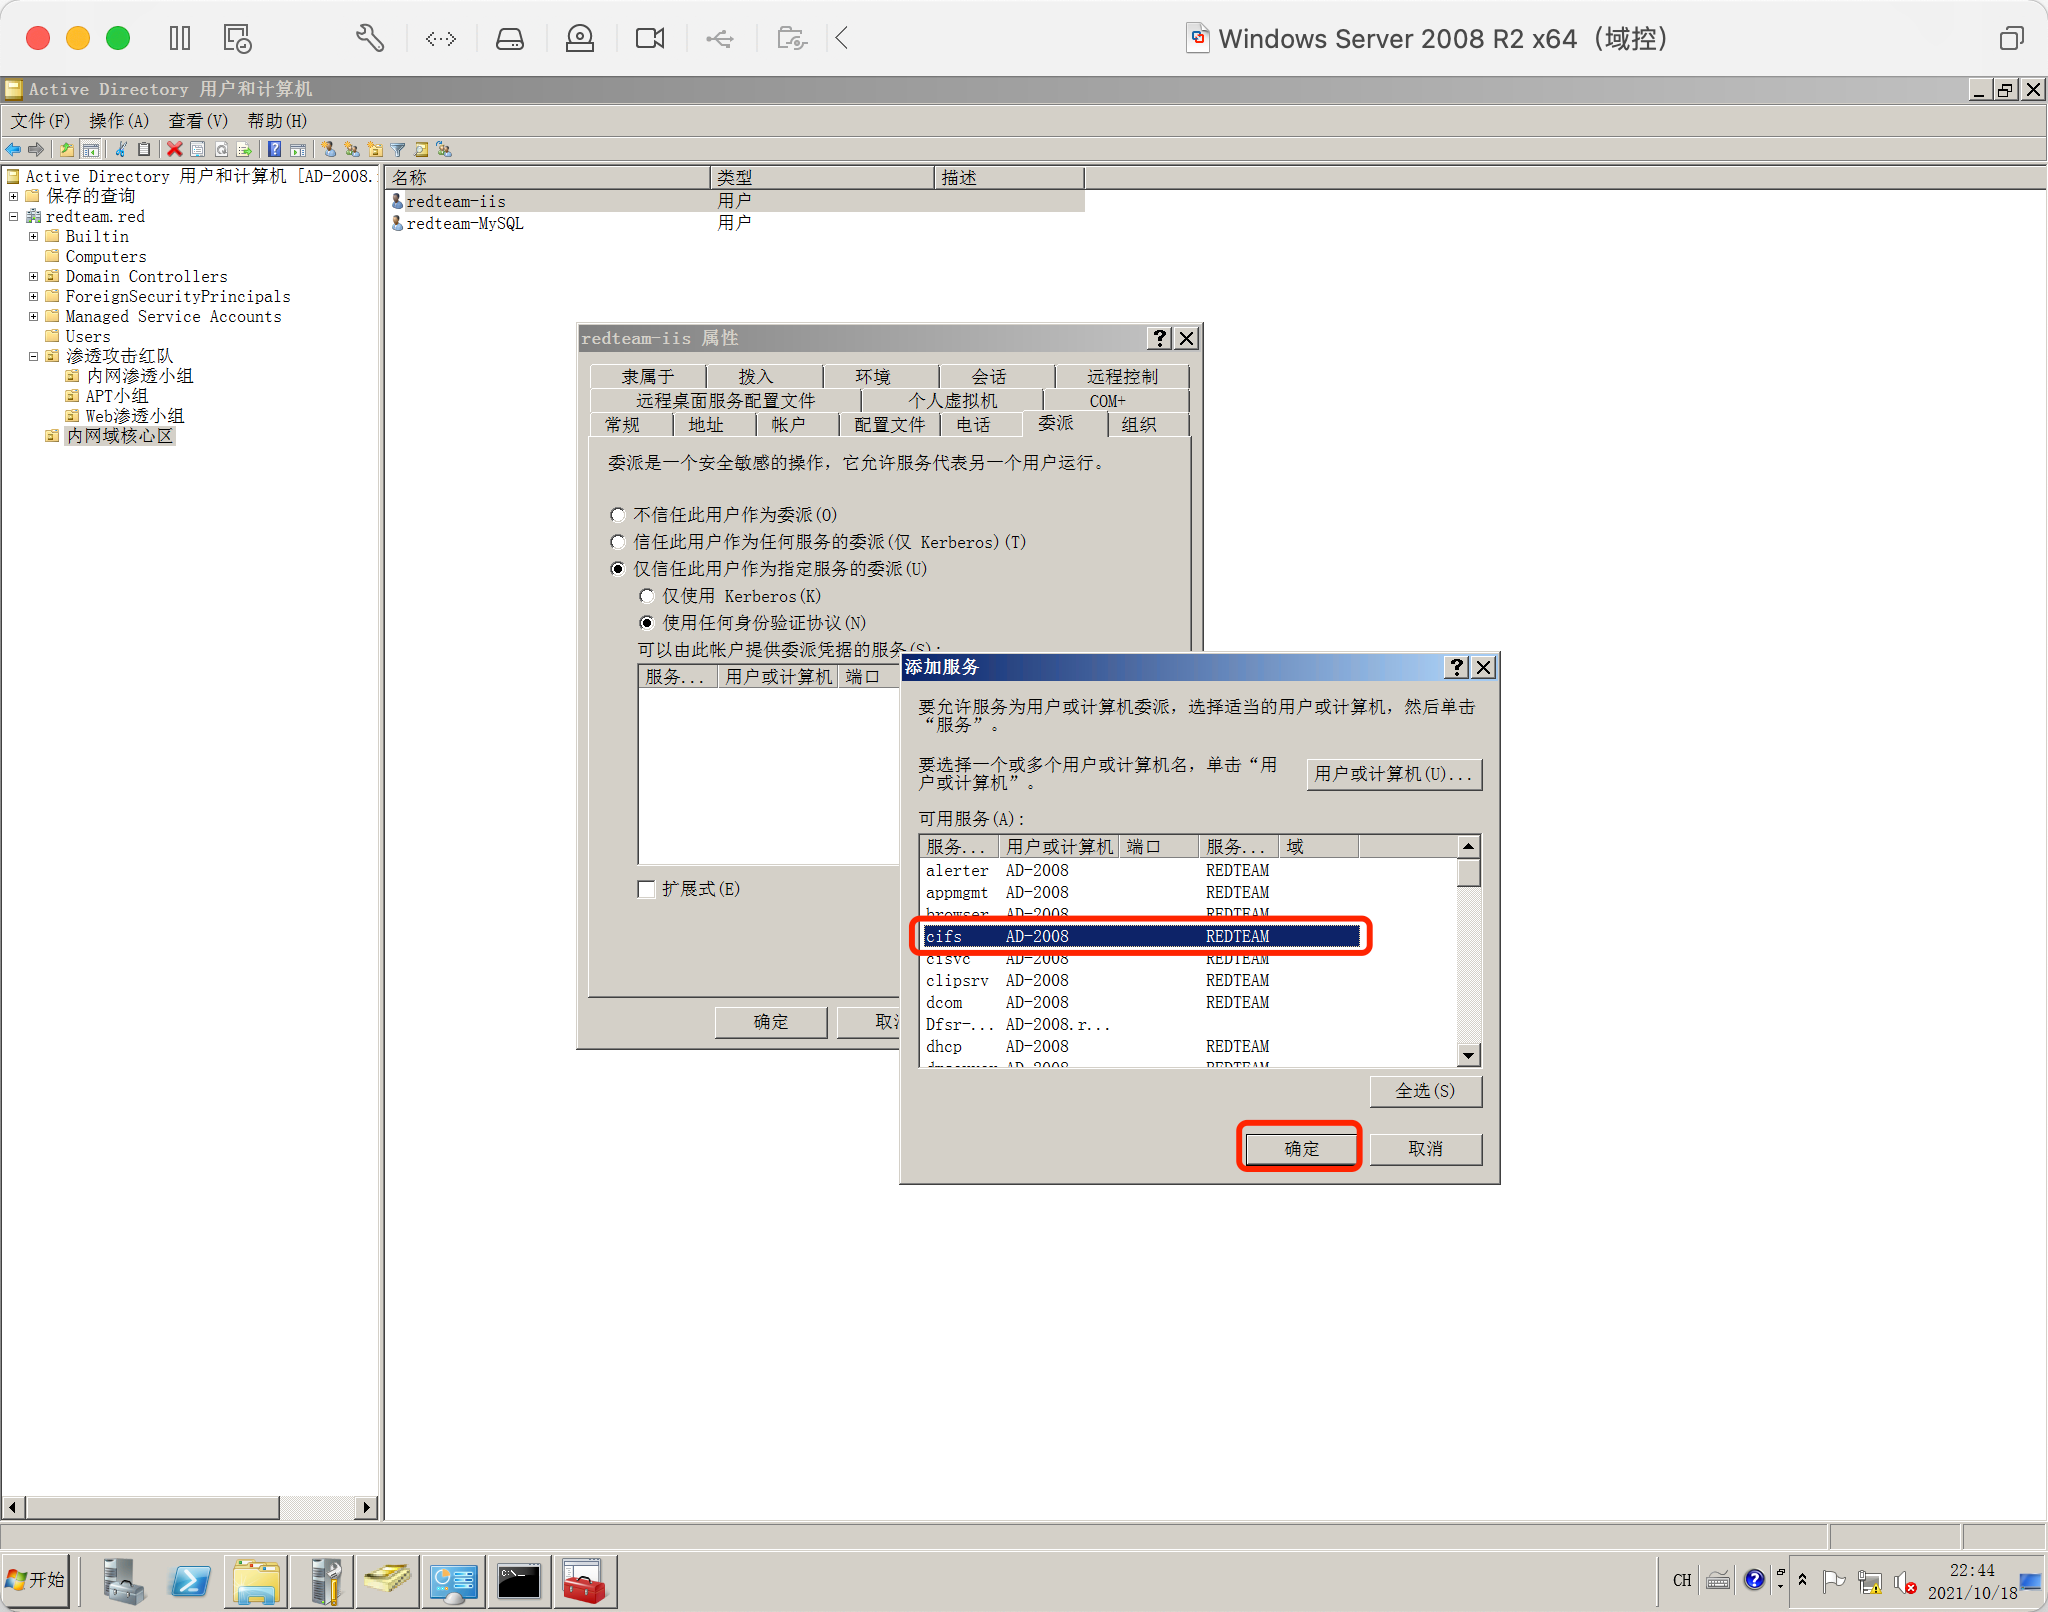 Windows Server 2008 R2 x64（域控）
Active Directory 用户和计算机
文件(F) 操作(A) 查看(V) 帮助(H)
Active Directory 用户和计算机 [AD-2008.
保存的查询
redteam.red
Builtin
Computers
Domain Controllers
ForeignSecurityPrincipals
Managed Service Accounts
Users
渗透攻击红队
内网渗透小组
APT小组
Web渗透小组
内网域核心区
名称 类型 描述
redteam-iis 用户
redteam-MySQL 用户
redteam-iis 属性
隶属于 拨入 环境 会话 远程控制
远程桌面服务配置文件 个人虚拟机 COM+
常规 地址 帐户 配置文件 电话 委派 组织
委派是一个安全敏感的操作，它允许服务代表另一个用户运行。
不信任此用户作为委派(O)
信任此用户作为任何服务的委派(仅 Kerberos)(T)
仅信任此用户作为指定服务的委派(U)
仅使用 Kerberos(K)
使用任何身份验证协议(N)
可以由此帐户提供委派凭据的服务(S):
服务... 用户或计算机 端口
扩展式(E)
确定
添加服务
要允许服务为用户或计算机委派，选择适当的用户或计算机，然后单击
“服务”。
要选择一个或多个用户或计算机名，单击“用
户或计算机”。
用户或计算机(U)...
可用服务(A):
服务... 用户或计算机 端口 服务... 域
alerter AD-2008 REDTEAM
appmgmt AD-2008 REDTEAM
browser AD-2008 REDTEAM
cifs AD-2008 REDTEAM
cisvc AD-2008 REDTEAM
clipsrv AD-2008 REDTEAM
dcom AD-2008 REDTEAM
Dfsr-... AD-2008.r...
dhcp AD-2008 REDTEAM
AD-2008 REDTEAM
全选(S)
确定 取消
开始
CH
22:44
2021/10/18